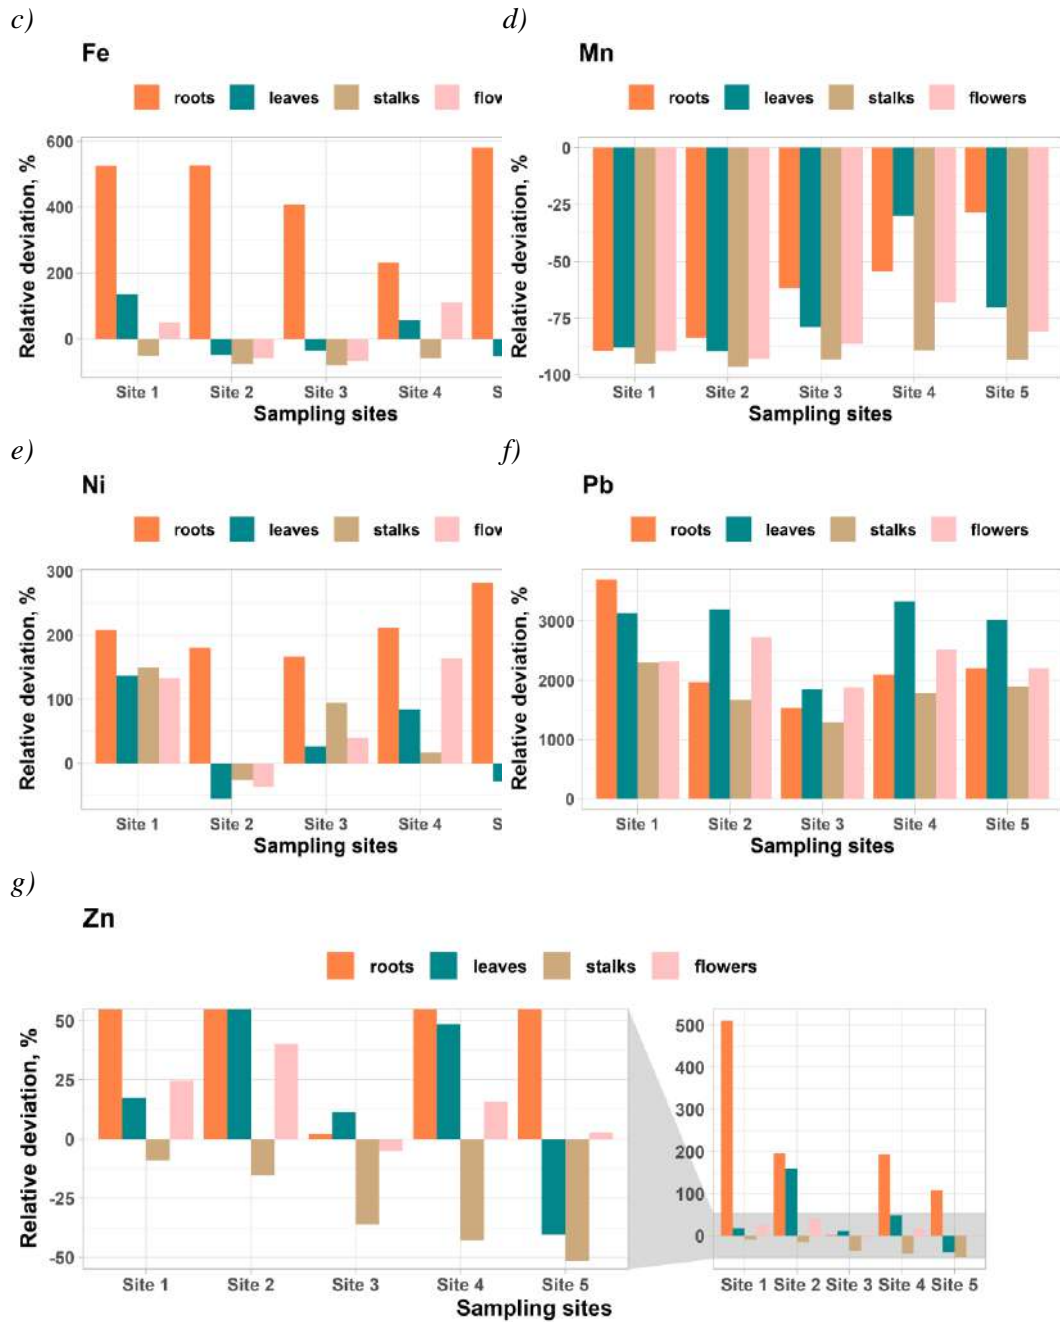 c)
d)
Fe
Mn
roots leaves stalks flow
roots leaves stalks flowers
Relative deviation, %
600
400
200
0
Site 1 Site 2 Site 3 Site 4 S
Sampling sites
Relative deviation, %
0
-25
-50
-75
-100
Site 1 Site 2 Site 3 Site 4 Site 5
Sampling sites
e)
f)
Ni
Pb
roots leaves stalks flow
roots leaves stalks flowers
Relative deviation, %
300
200
100
0
Site 1 Site 2 Site 3 Site 4 S
Sampling sites
Relative deviation, %
3000
2000
1000
0
Site 1 Site 2 Site 3 Site 4 Site 5
Sampling sites
g)
Zn
roots leaves stalks flowers
Relative deviation, %
50
25
0
-25
-50
Site 1 Site 2 Site 3 Site 4 Site 5
500
400
300
200
100
0
Site 1 Site 2 Site 3 Site 4 Site 5
Sampling sites